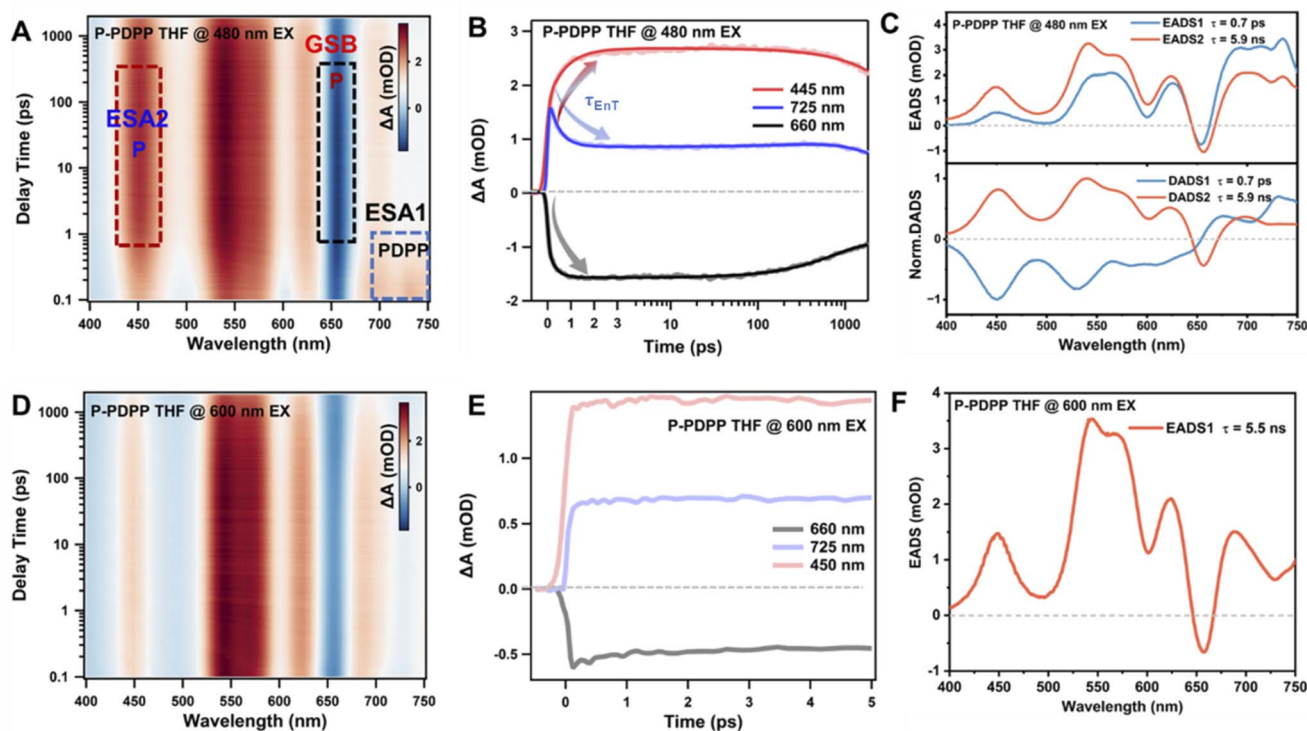 A
P-PDPP THF @ 480 nm EX
GSB
P
ESA2
P
ESA1
PDPP
Delay Time (ps)
1000
100
10
1
0.1
400 450 500 550 600 650 700 750
Wavelength (nm)
ΔA (mOD)
2
0
B
P-PDPP THF @ 480 nm EX
τEnT
445 nm
725 nm
660 nm
ΔA (mOD)
3
2
1
0
-1
-2
0 1 2 3 10 100 1000
Time (ps)
C
P-PDPP THF @ 480 nm EX
EADS1 τ = 0.7 ps
EADS2 τ = 5.9 ns
EADS (mOD)
4
3
2
1
0
-1
DADS1 τ = 0.7 ps
DADS2 τ = 5.9 ns
Norm.DADS
1
0
-1
400 450 500 550 600 650 700 750
Wavelength (nm)
D
P-PDPP THF @ 600 nm EX
Delay Time (ps)
1000
100
10
1
0.1
400 450 500 550 600 650 700 750
Wavelength (nm)
ΔA (mOD)
2
0
E
P-PDPP THF @ 600 nm EX
660 nm
725 nm
450 nm
ΔA (mOD)
1.0
0.5
0.0
-0.5
0 1 2 3 4 5
Time (ps)
F
P-PDPP THF @ 600 nm EX
EADS1 τ = 5.5 ns
EADS (mOD)
4
3
2
1
0
-1
400 450 500 550 600 650 700 750
Wavelength (nm)